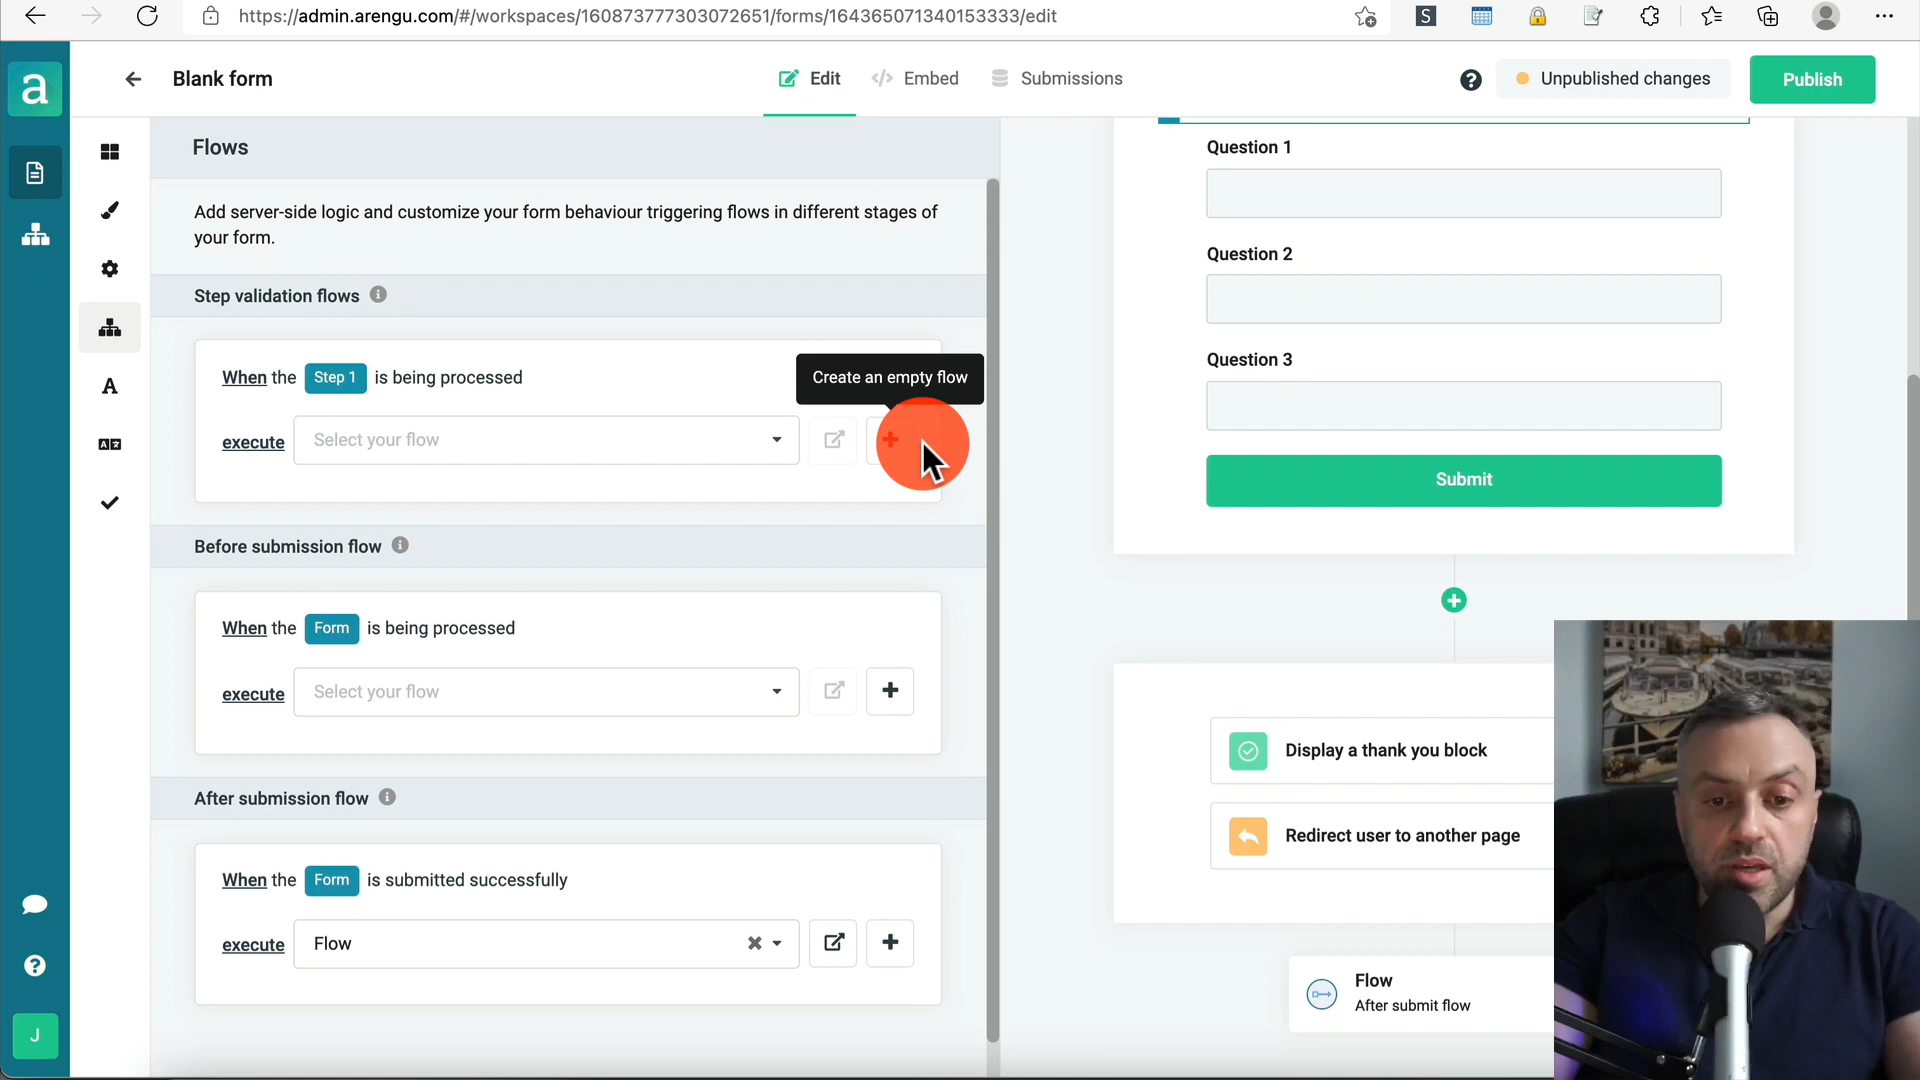 https://admin.arengu.com/#/workspaces/160873777303072651/forms/164365071340153333/edit
S
a
Blank form
Edit
Embed
Submissions
?
Unpublished changes
Publish
Flows
Add server-side logic and customize your form behaviour triggering flows in different stages of
your form.
Step validation flows
When the Step 1 is being processed
Create an empty flow
execute Select your flow
Before submission flow
When the Form is being processed
execute Select your flow
After submission flow
When the Form is submitted successfully
execute Flow
A
?
J
Question 1
Question 2
Question 3
Submit
Display a thank you block
Redirect user to another page
Flow
After submit flow